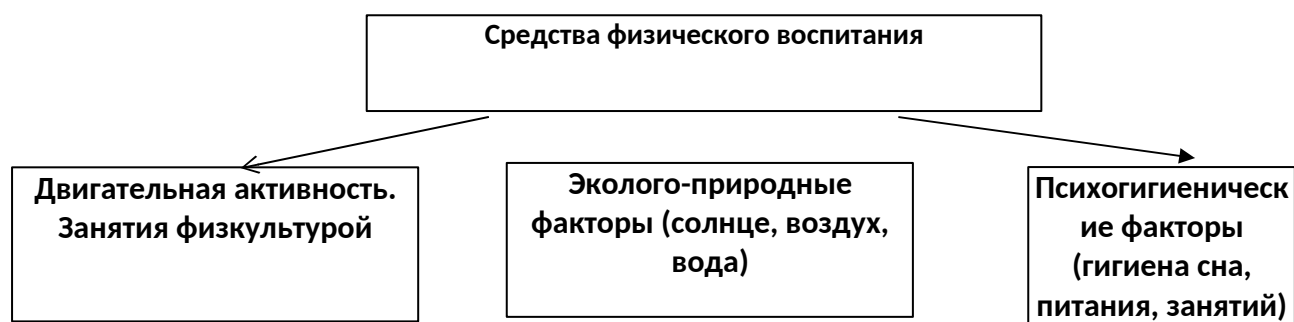 Средства физического воспитания
Двигательная активность.
Занятия физкультурой
Эколого-природные
факторы (солнце, воздух,
вода)
Психогигиеническ
ие факторы
(гигиена сна,
питания, занятий)